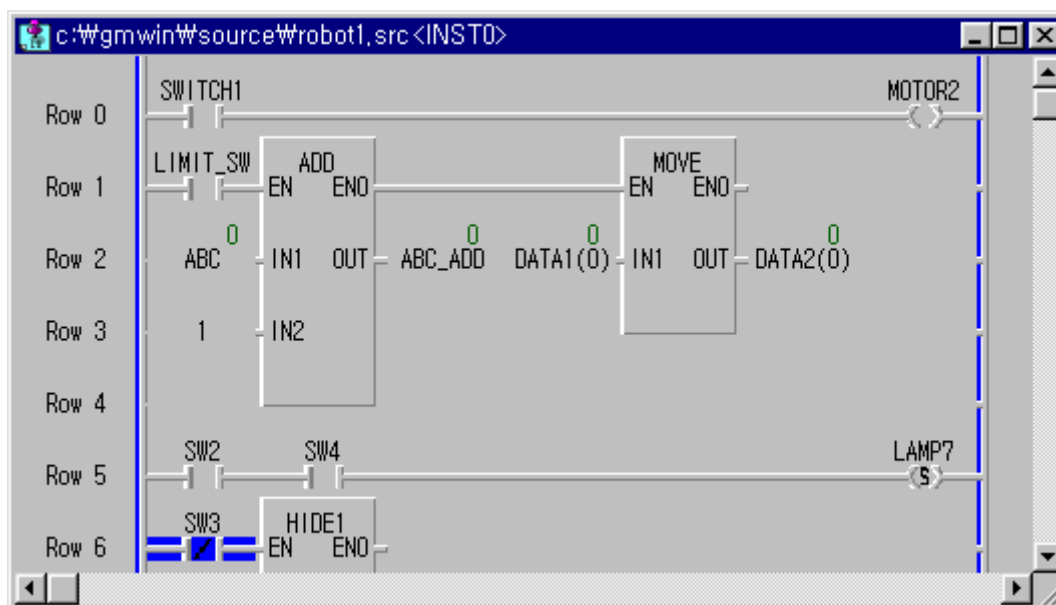 c:￦gmwin￦source￦robot1.src<INST0>
SWITCH1 MOTOR2
Row 0
LIMIT_SW ADD MOVE
Row 1 EN ENO EN ENO
0 0 0 0
Row 2 ABC IN1 OUT ABC_ADD DATA1(0) IN1 OUT DATA2(0)
Row 3 1 IN2
Row 4
SW2 SW4 LAMP7
Row 5 S
SW3 HIDE1
Row 6 EN ENO